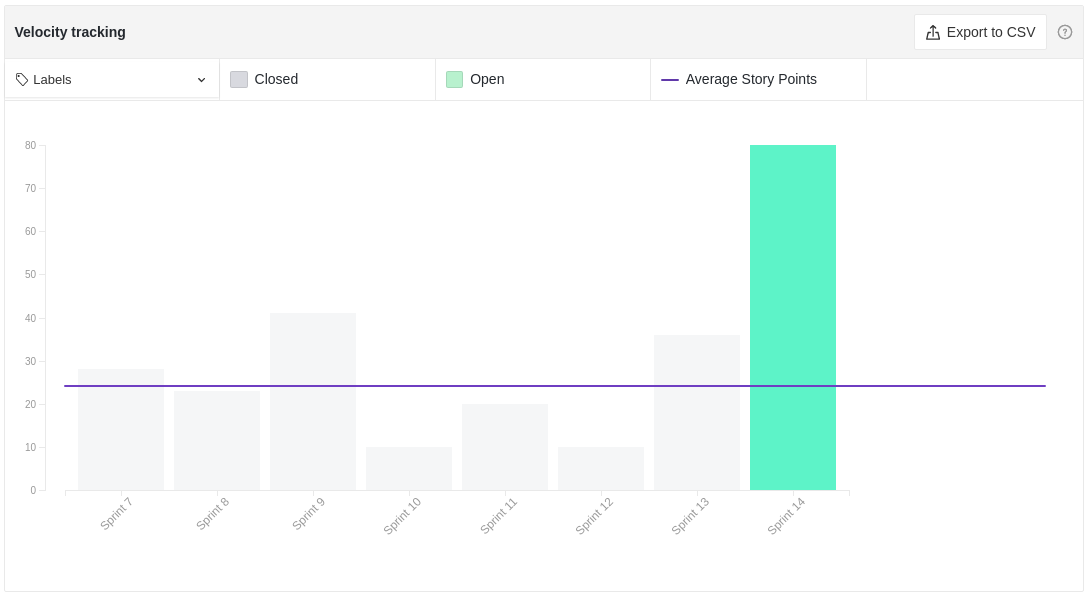 Velocity tracking
Export to CSV
?
Labels
Closed
Open
Average Story Points
80
70
60
50
40
30
20
10
0
Sprint 7
Sprint 8
Sprint 9
Sprint 10
Sprint 11
Sprint 12
Sprint 13
Sprint 14